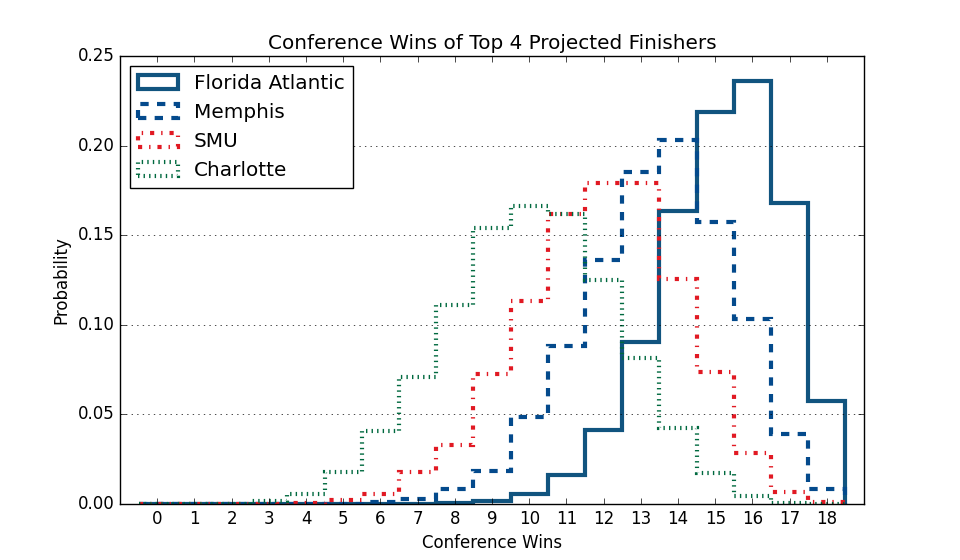 Conference Wins of Top 4 Projected Finishers
0.25
0.20
0.15
0.10
0.05
0.00
Probability
Florida Atlantic
Memphis
SMU
Charlotte
0 1 2 3 4 5 6 7 8 9 10 11 12 13 14 15 16 17 18
Conference Wins